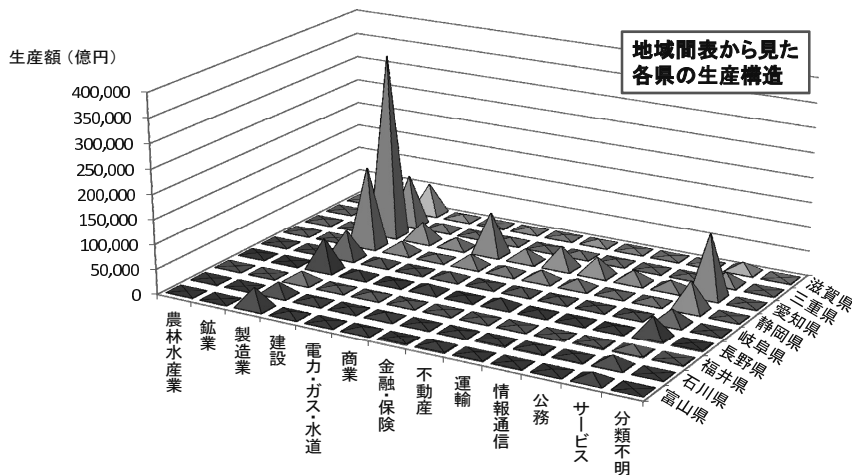 生産額（億円）
地域間表から見た
各県の生産構造
400,000
350,000
300,000
250,000
200,000
150,000
100,000
50,000
0
農林水産業
鉱業
製造業
建設
電力・ガス・水道
商業
金融・保険
不動産
運輸
情報通信
公務
サービス
分類不明
滋賀県
三重県
愛知県
静岡県
岐阜県
長野県
福井県
石川県
富山県